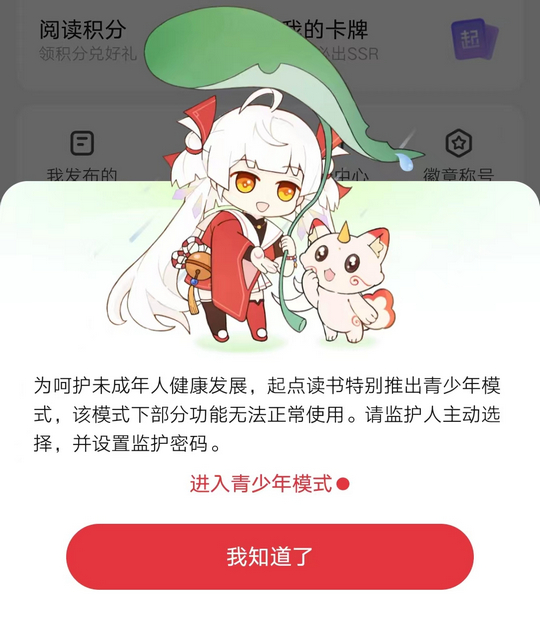 阅读积分
我的卡牌
领积分兑好礼
必出SSR
起
我发布的
中心
徽章称号
为呵护未成年人健康发展，起点读书特别推出青少年模
式，该模式下部分功能无法正常使用。请监护人主动选
择，并设置监护密码。
进入青少年模式
我知道了